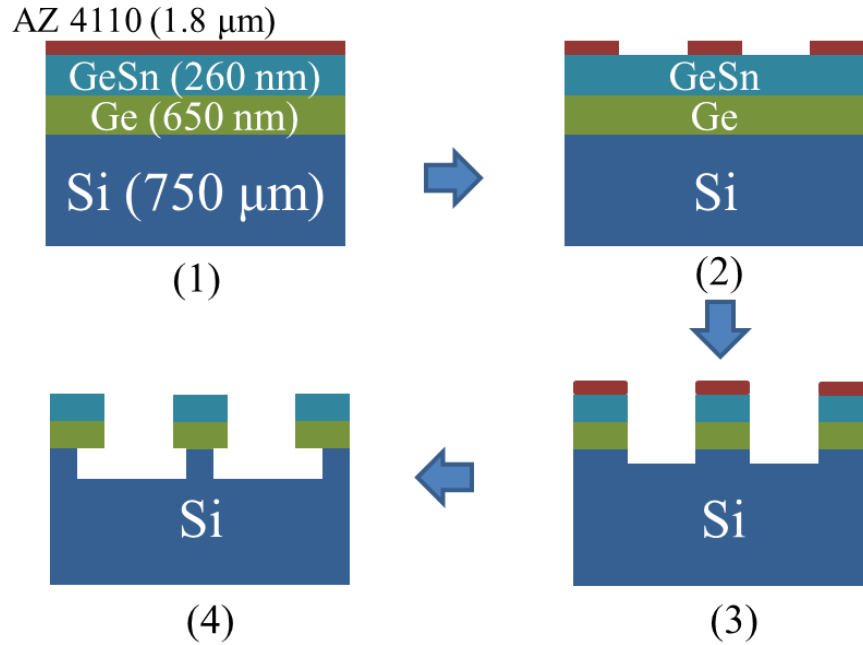 AZ 4110 (1.8 μm)
GeSn (260 nm)
Ge (650 nm)
Si (750 μm)
(1)
GeSn
Ge
Si
(2)
Si
(4)
Si
(3)